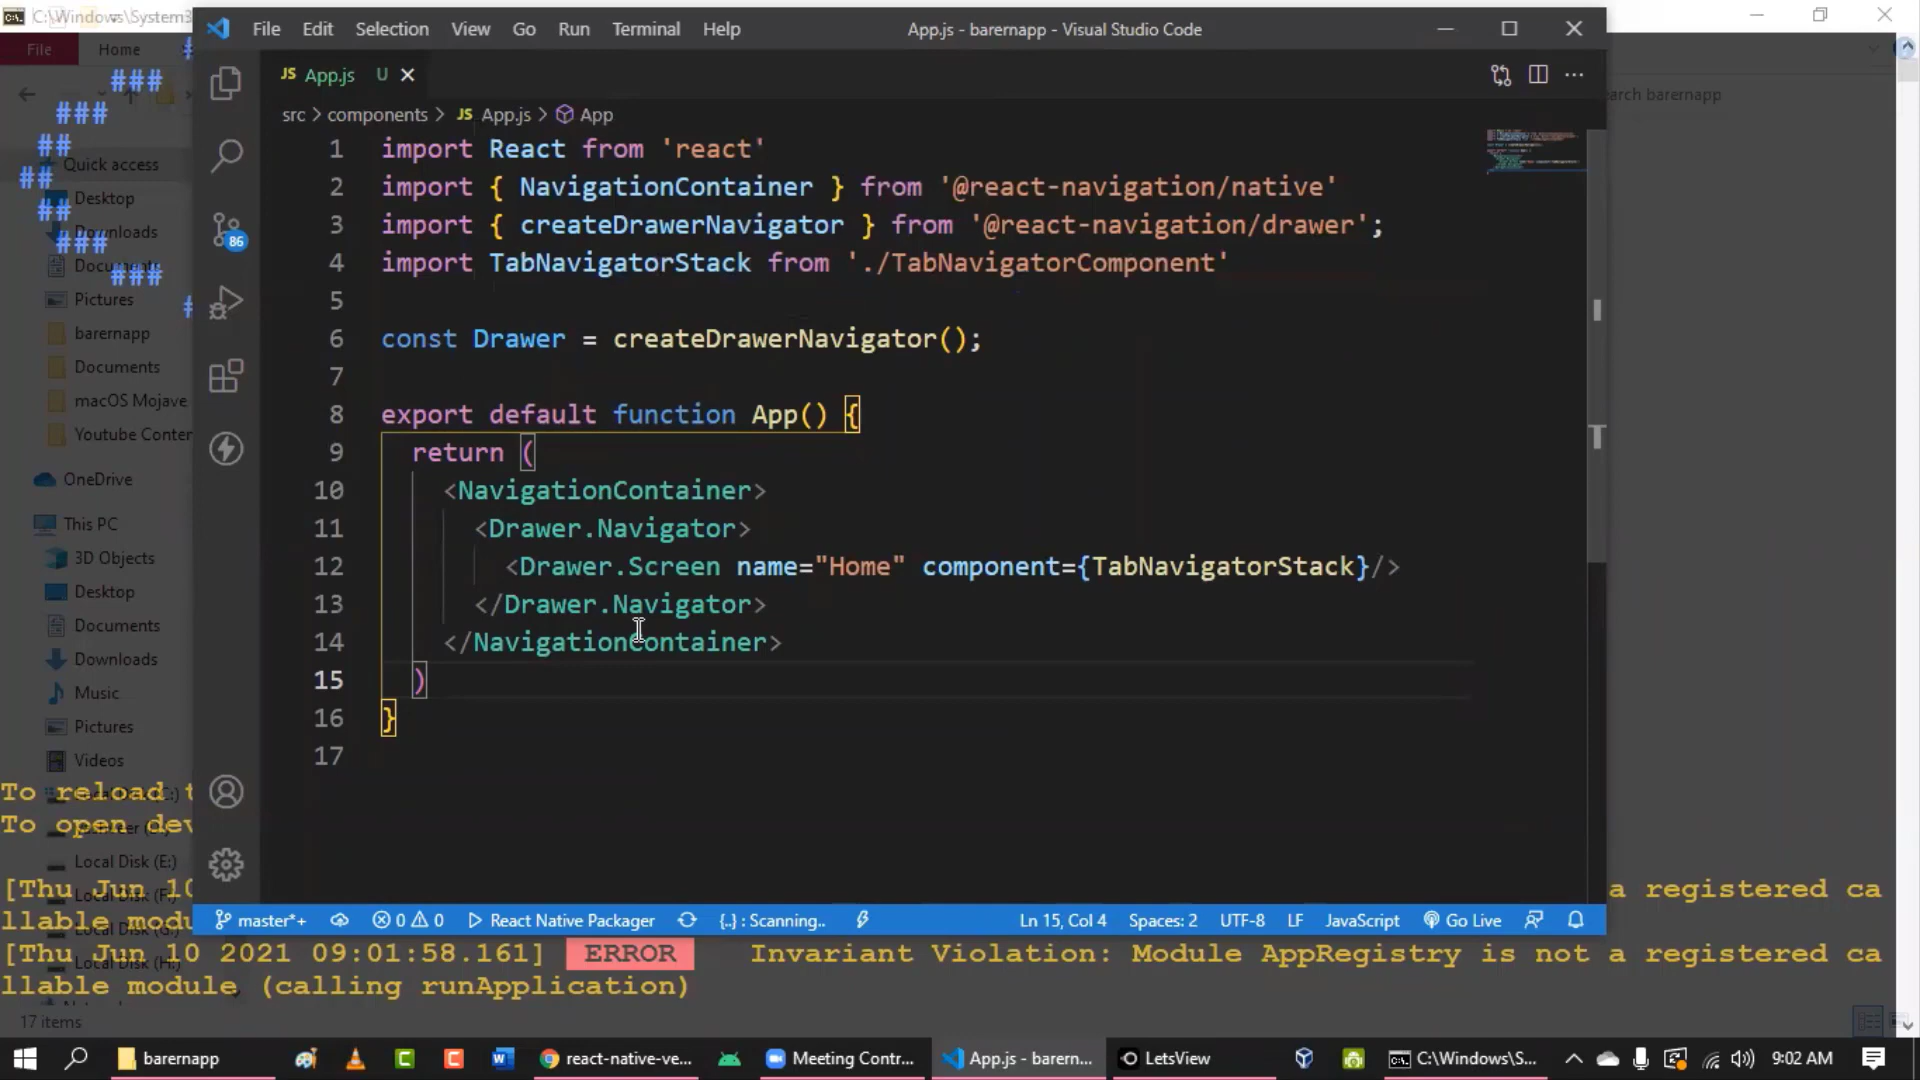 C:\Windows\System3
File Edit Selection View Go Run Terminal Help
App.js - barernapp - Visual Studio Code
File Home
JS App.js U
src > components > JS App.js > App
arch barernapp
1 import React from 'react'
2 import { NavigationContainer } from '@react-navigation/native'
3 import { createDrawerNavigator } from '@react-navigation/drawer';
4 import TabNavigatorStack from './TabNavigatorComponent'
5
6 const Drawer = createDrawerNavigator();
7
8 export default function App() {
9 return (
10 <NavigationContainer>
11 <Drawer.Navigator>
12 <Drawer.Screen name="Home" component={TabNavigatorStack}/>
13 </Drawer.Navigator>
14 </NavigationContainer>
15 )
16 }
17
###
###
##
##
##
###
###
Quick access
Desktop
Downloads
Pictures
barernapp
Documents
macOS Mojave
Youtube Conter
OneDrive
This PC
3D Objects
Desktop
Documents
Downloads
Music
Pictures
Videos
Local Disk (E:)
86
To reload t
To open dev
[Thu Jun 10
a registered ca
llable modu
master*+ 0 0 React Native Packager {..} : Scanning.. Ln 15, Col 4 Spaces: 2 UTF-8 LF JavaScript Go Live
[Thu Jun 10 2021 09:01:58.161] ERROR Invariant Violation: Module AppRegistry is not a registered ca
llable module (calling runApplication)
17 items
barernapp react-native-ve... Meeting Contr... App.js - barern... LetsView C:\Windows\S... 9:02 AM